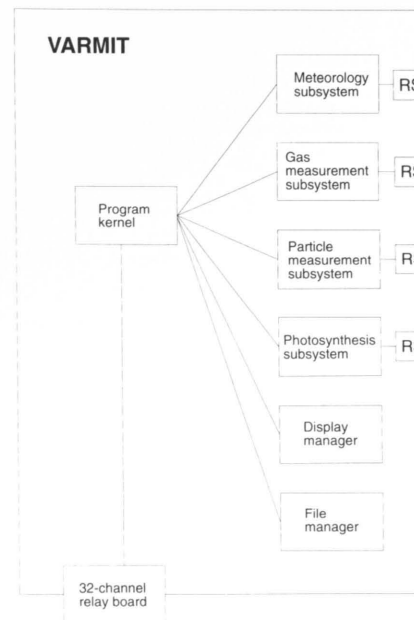 VARMIT
Meteorology
subsystem
Gas
measurement
subsystem
Program
kernel
Particle
measurement
subsystem
Photosynthesis
subsystem
Display
manager
File
manager
32-channel
relay board